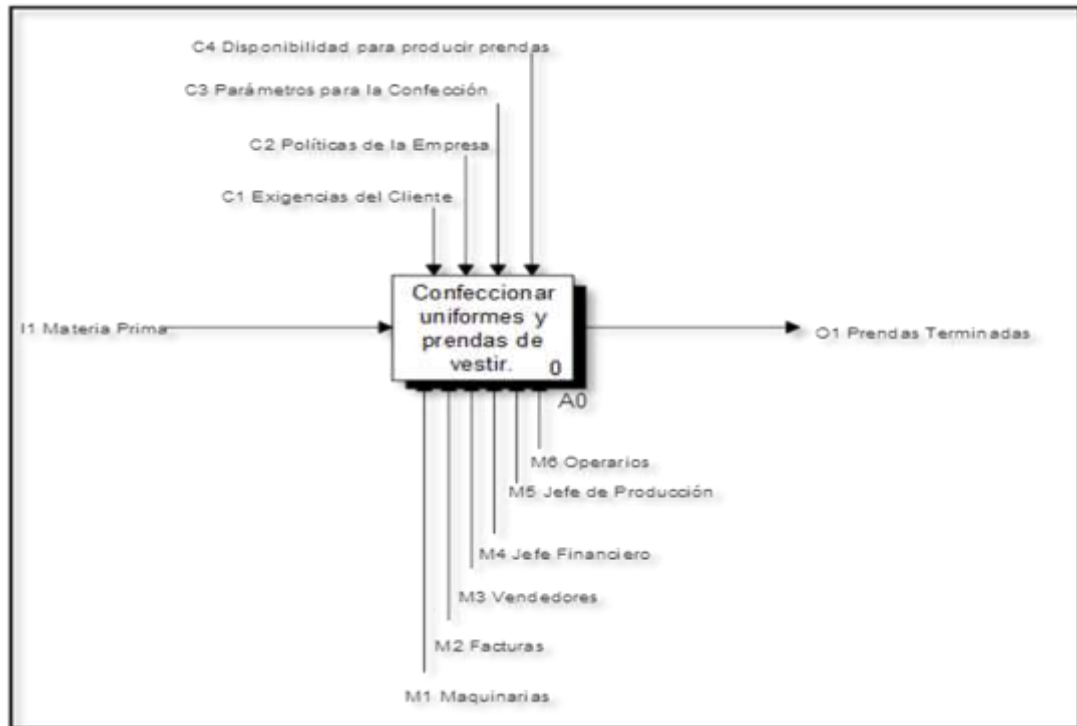 C4 Disponibilidad para producir prendas
C3 Parámetros para la Confección
C2 Políticas de la Empresa
C1 Exigencias del Cliente
Confeccionar
uniformes y
prendas de
vestir.
0
I1 Materia Prima
O1 Prendas Terminadas
A0
M6 Operarios
M5 Jefe de Producción
M4 Jefe Financiero
M3 Vendedores
M2 Facturas
M1 Maquinarias